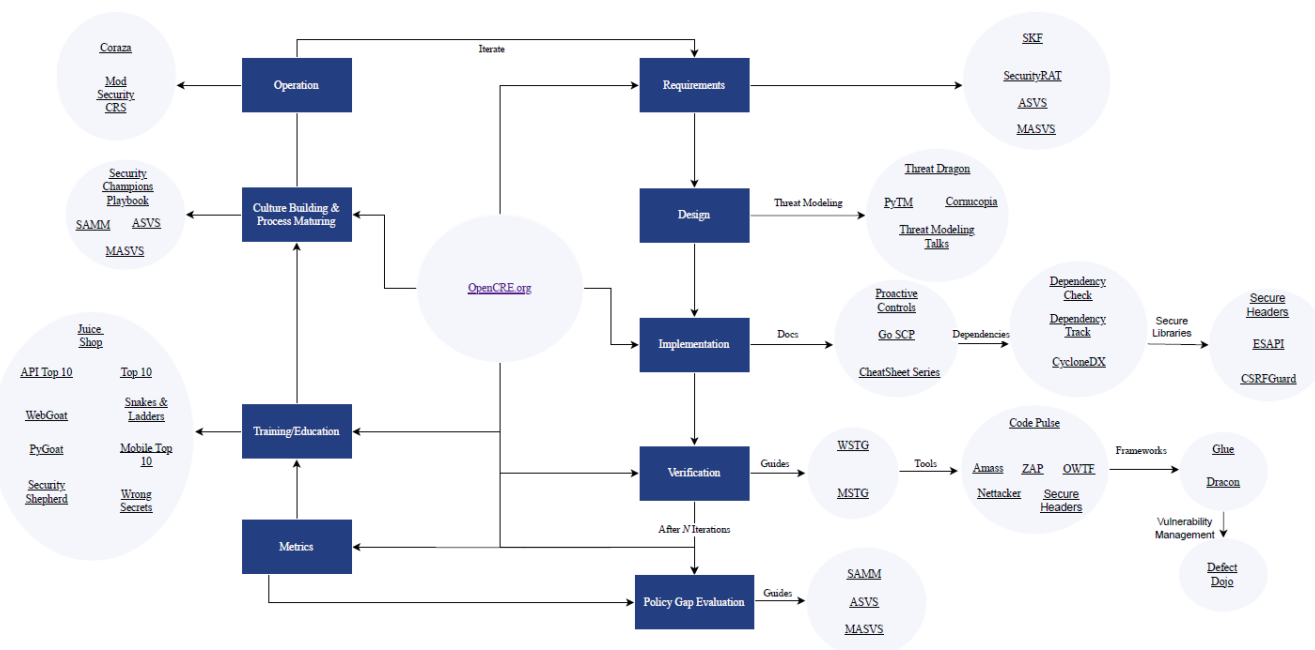 Iterate
Coraza
Mod
Security
CRS
Operation
Requirements
SKF
SecurityRAT
ASVS
MASVS
Security
Champions
Playbook
SAMM
ASVS
MASVS
Culture Building &
Process Maturing
Design
Threat Modeling
Threat Dragon
PyTM
Cornucopia
Threat Modeling
Talks
OpenCRE.org
Implementation
Docs
Proactive
Controls
Go SCP
CheatSheet Series
Dependencies
Dependency
Check
Dependency
Track
CycloneDX
Secure
Libraries
Secure
Headers
ESAPI
CSRFGuard
Juice
Shop
API Top 10
Top 10
WebGoat
Snakes &
Ladders
PyGoat
Mobile Top
10
Security
Shepherd
Wrong
Secrets
Training/Education
Verification
Guides
WSTG
MSTG
Tools
Code Pulse
Amass
ZAP
OWTF
Nettacker
Secure
Headers
Frameworks
Glue
Dracon
Vulnerability
Management
Defect
Dojo
After N Iterations
Metrics
Policy Gap Evaluation
Guides
SAMM
ASVS
MASVS